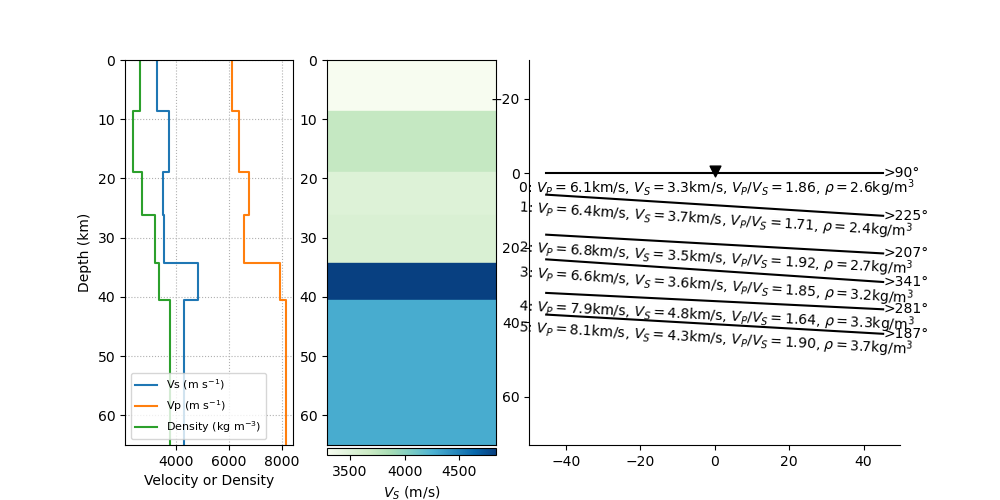 0
10
20
30
40
50
60
Depth (km)
Vs (m s⁻¹)
Vp (m s⁻¹)
Density (kg m⁻³)
4000 6000 8000
Velocity or Density
0
10
20
30
40
50
60
3500 4000 4500
V_S (m/s)
−20
0
20
40
60
>90°
0: V_P = 6.1km/s, V_S = 3.3km/s, V_P/V_S = 1.86, ρ = 2.6kg/m³
>225°
1: V_P = 6.4km/s, V_S = 3.7km/s, V_P/V_S = 1.71, ρ = 2.4kg/m³
>207°
2: V_P = 6.8km/s, V_S = 3.5km/s, V_P/V_S = 1.92, ρ = 2.7kg/m³
>341°
3: V_P = 6.6km/s, V_S = 3.6km/s, V_P/V_S = 1.85, ρ = 3.2kg/m³
>281°
4: V_P = 7.9km/s, V_S = 4.8km/s, V_P/V_S = 1.64, ρ = 3.3kg/m³
>187°
5: V_P = 8.1km/s, V_S = 4.3km/s, V_P/V_S = 1.90, ρ = 3.7kg/m³
−40 −20 0 20 40